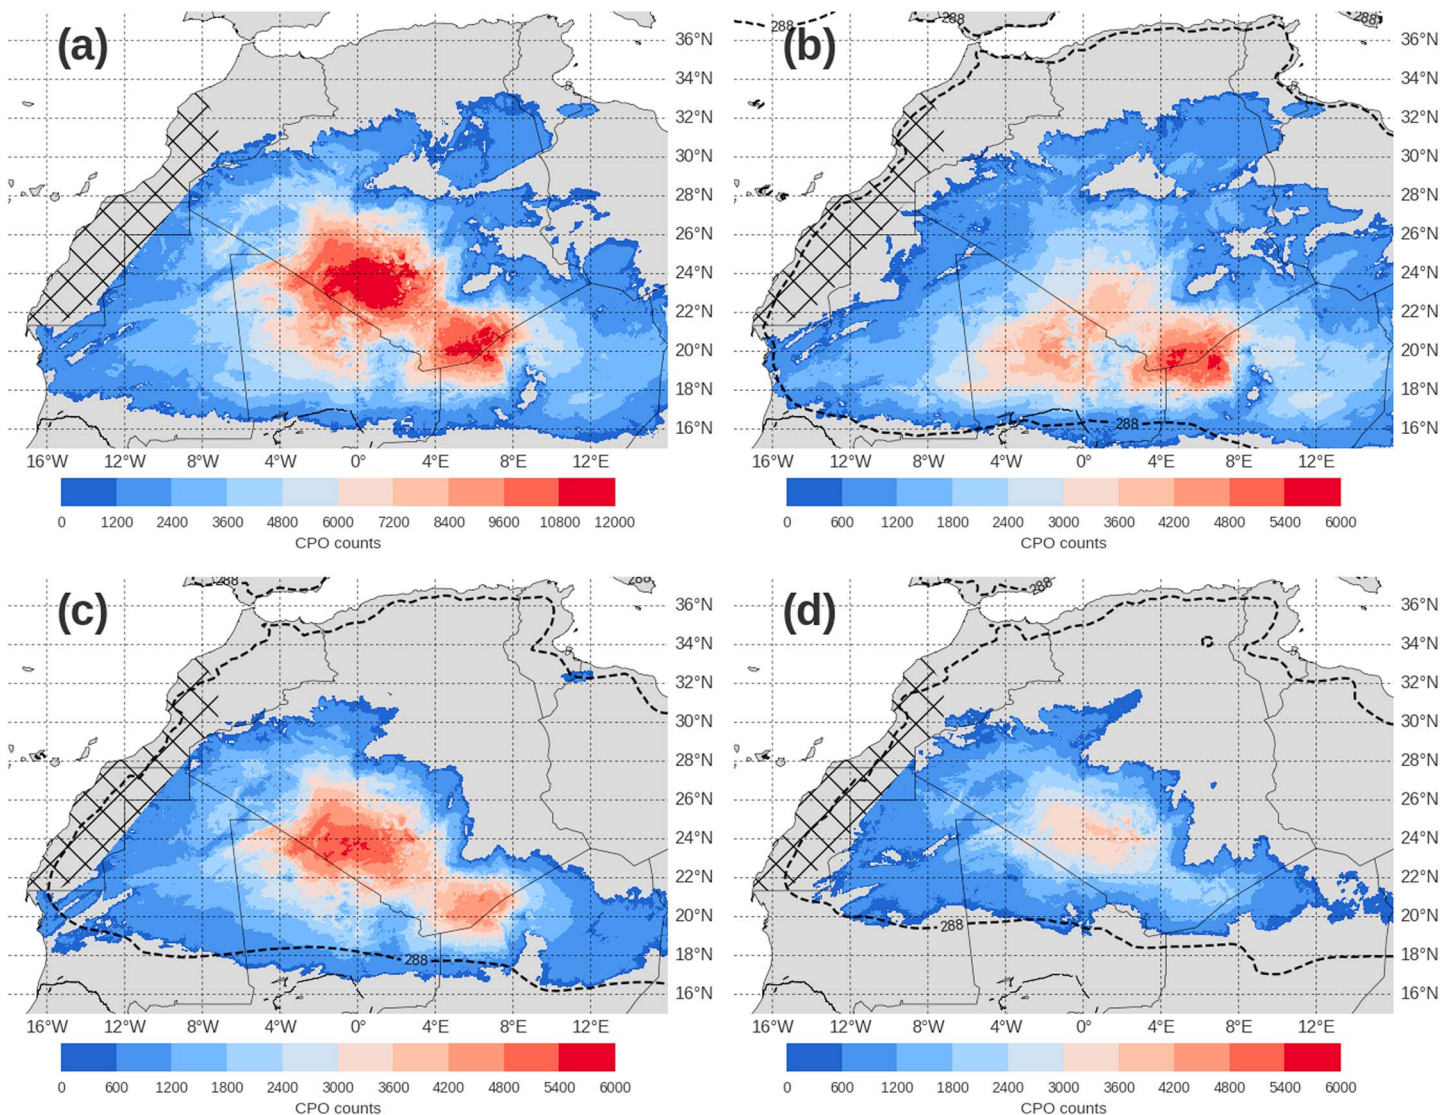 (a)
36°N
34°N
32°N
30°N
28°N
26°N
24°N
22°N
20°N
18°N
16°N
16°W 12°W 8°W 4°W 0° 4°E 8°E 12°E
0 1200 2400 3600 4800 6000 7200 8400 9600 10800 12000
CPO counts
(b)
288 288 288
36°N
34°N
32°N
30°N
28°N
26°N
24°N
22°N
20°N
18°N
16°N
288
16°W 12°W 8°W 4°W 0° 4°E 8°E 12°E
0 600 1200 1800 2400 3000 3600 4200 4800 5400 6000
CPO counts
(c)
288 288
36°N
34°N
32°N
30°N
28°N
26°N
24°N
22°N
20°N
18°N
16°N
288
16°W 12°W 8°W 4°W 0° 4°E 8°E 12°E
0 600 1200 1800 2400 3000 3600 4200 4800 5400 6000
CPO counts
(d)
288
36°N
34°N
32°N
30°N
28°N
26°N
24°N
22°N
20°N
18°N
16°N
288
16°W 12°W 8°W 4°W 0° 4°E 8°E 12°E
0 600 1200 1800 2400 3000 3600 4200 4800 5400 6000
CPO counts